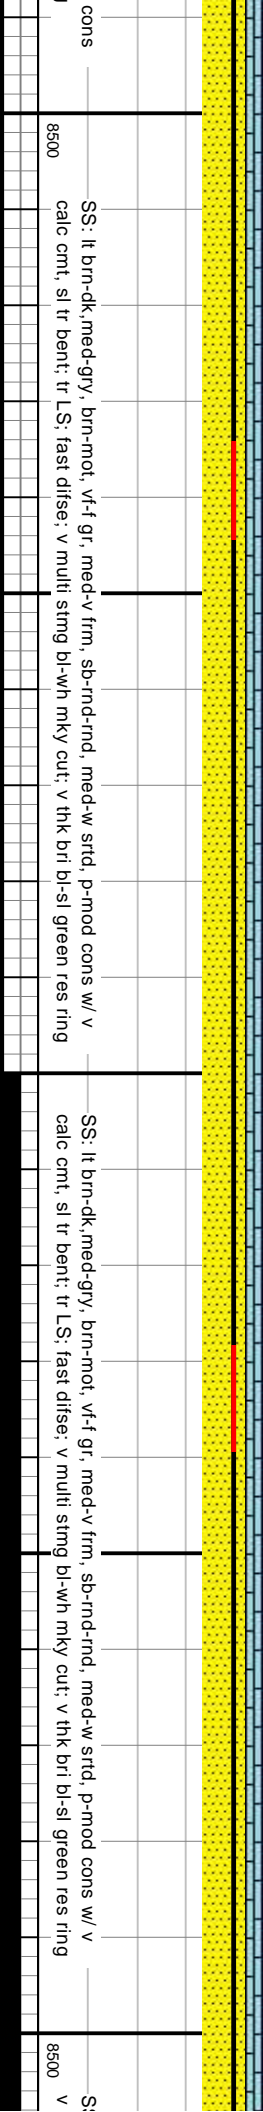 cons
8500
SS: lt brn-dk,med-gry, brn-mot, vf-f gr, med-v frm, sb-rnd-rnd, med-w srtd, p-mod cons w/ v
calc cmt, sl tr bent; tr LS; fast difse; v multi stmg bl-wh mky cut; v thk bri bl-sl green res ring
SS: lt brn-dk,med-gry, brn-mot, vf-f gr, med-v frm, sb-rnd-rnd, med-w srtd, p-mod cons w/ v
calc cmt, sl tr bent; tr LS; fast difse; v multi stmg bl-wh mky cut; v thk bri bl-sl green res ring
8500
v